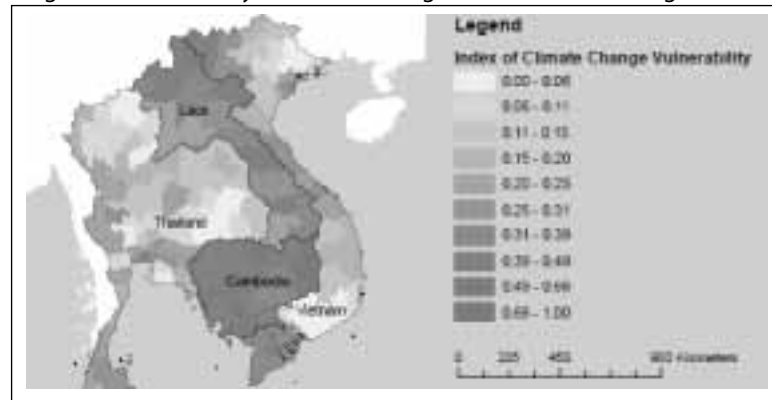 Legend
Index of Climate Change Vulnerability
0.00 - 0.06
0.06 - 0.11
0.11 - 0.15
0.15 - 0.20
0.20 - 0.25
0.25 - 0.31
0.31 - 0.39
0.39 - 0.49
0.49 - 0.66
0.66 - 1.00
Laos
Thailand
Cambodia
Vietnam
0 225 450 900 Kilometers